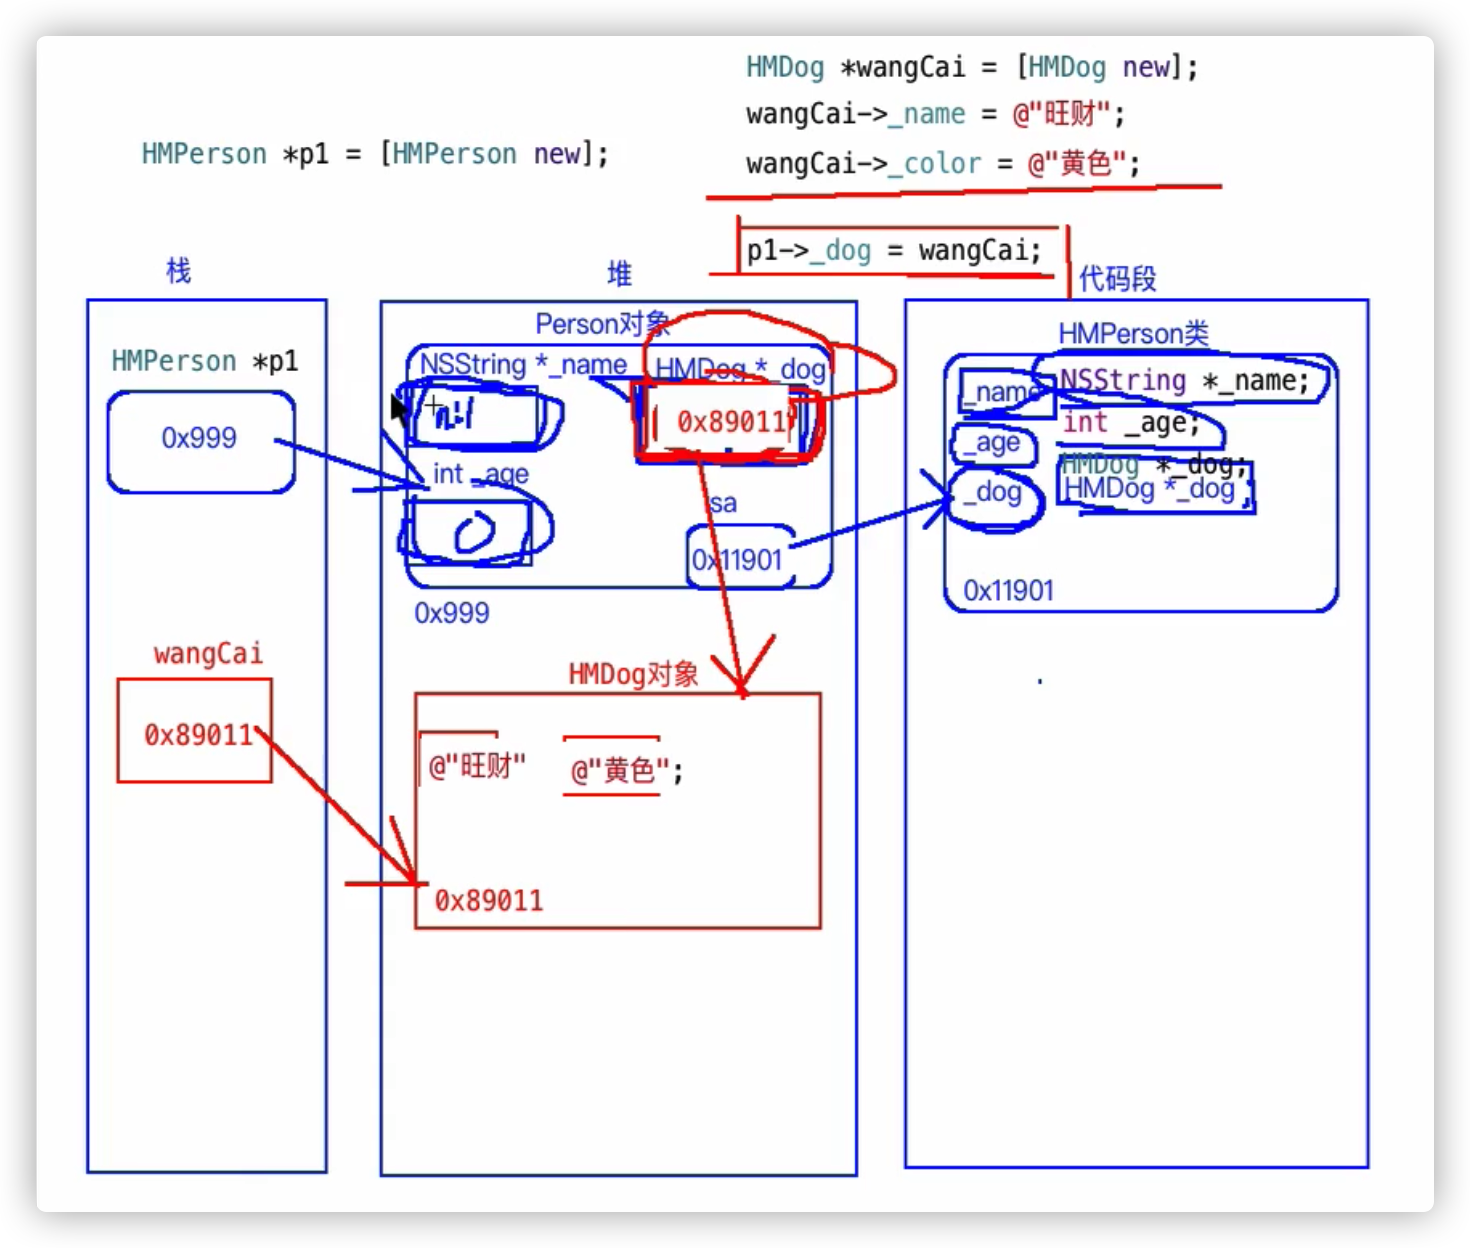 HMDog *wangCai = [HMDog new];
wangCai->_name = @"旺财";
HMPerson *p1 = [HMPerson new];
wangCai->_color = @"黄色";
p1->_dog = wangCai;
栈
堆
代码段
Person对象
HMPerson类
HMPerson *p1
NSString *_name
HMDog *_dog
_name
NSString *_name;
0x999
nil
0x89011
int _age;
_age
int _age
HMDog *_dog;
_dog
HMDog *_dog
sa
0
0x11901
0x11901
0x999
wangCai
HMDog对象
0x89011
@"旺财"
@"黄色";
0x89011